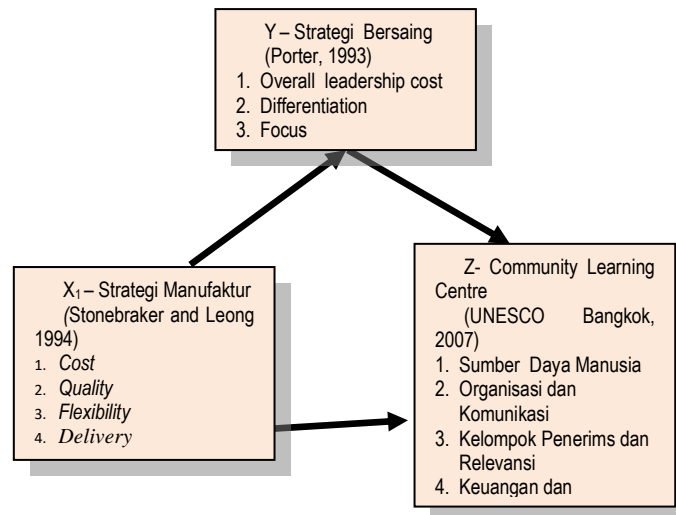 Y – Strategi Bersaing
(Porter, 1993)
1. Overall leadership cost
2. Differentiation
3. Focus
X1 – Strategi Manufaktur
(Stonebraker and Leong
1994)
1. Cost
2. Quality
3. Flexibility
4. Delivery
Z- Community Learning
Centre
(UNESCO Bangkok,
2007)
1. Sumber Daya Manusia
2. Organisasi dan
Komunikasi
3. Kelompok Penerims dan
Relevansi
4. Keuangan dan